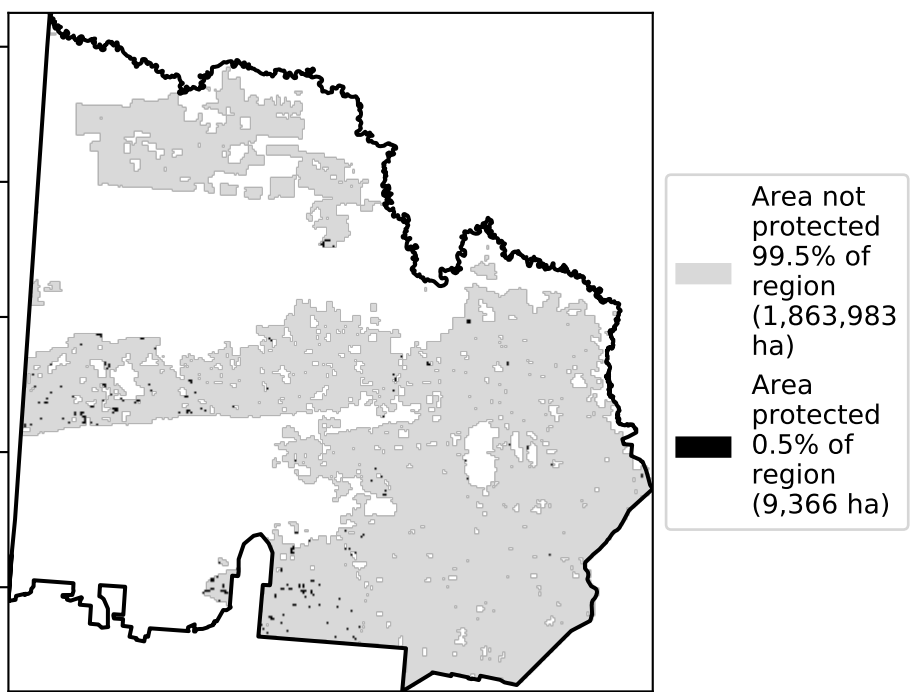 Area not
protected
99.5% of
region
(1,863,983
ha)
Area
protected
0.5% of
region
(9,366 ha)